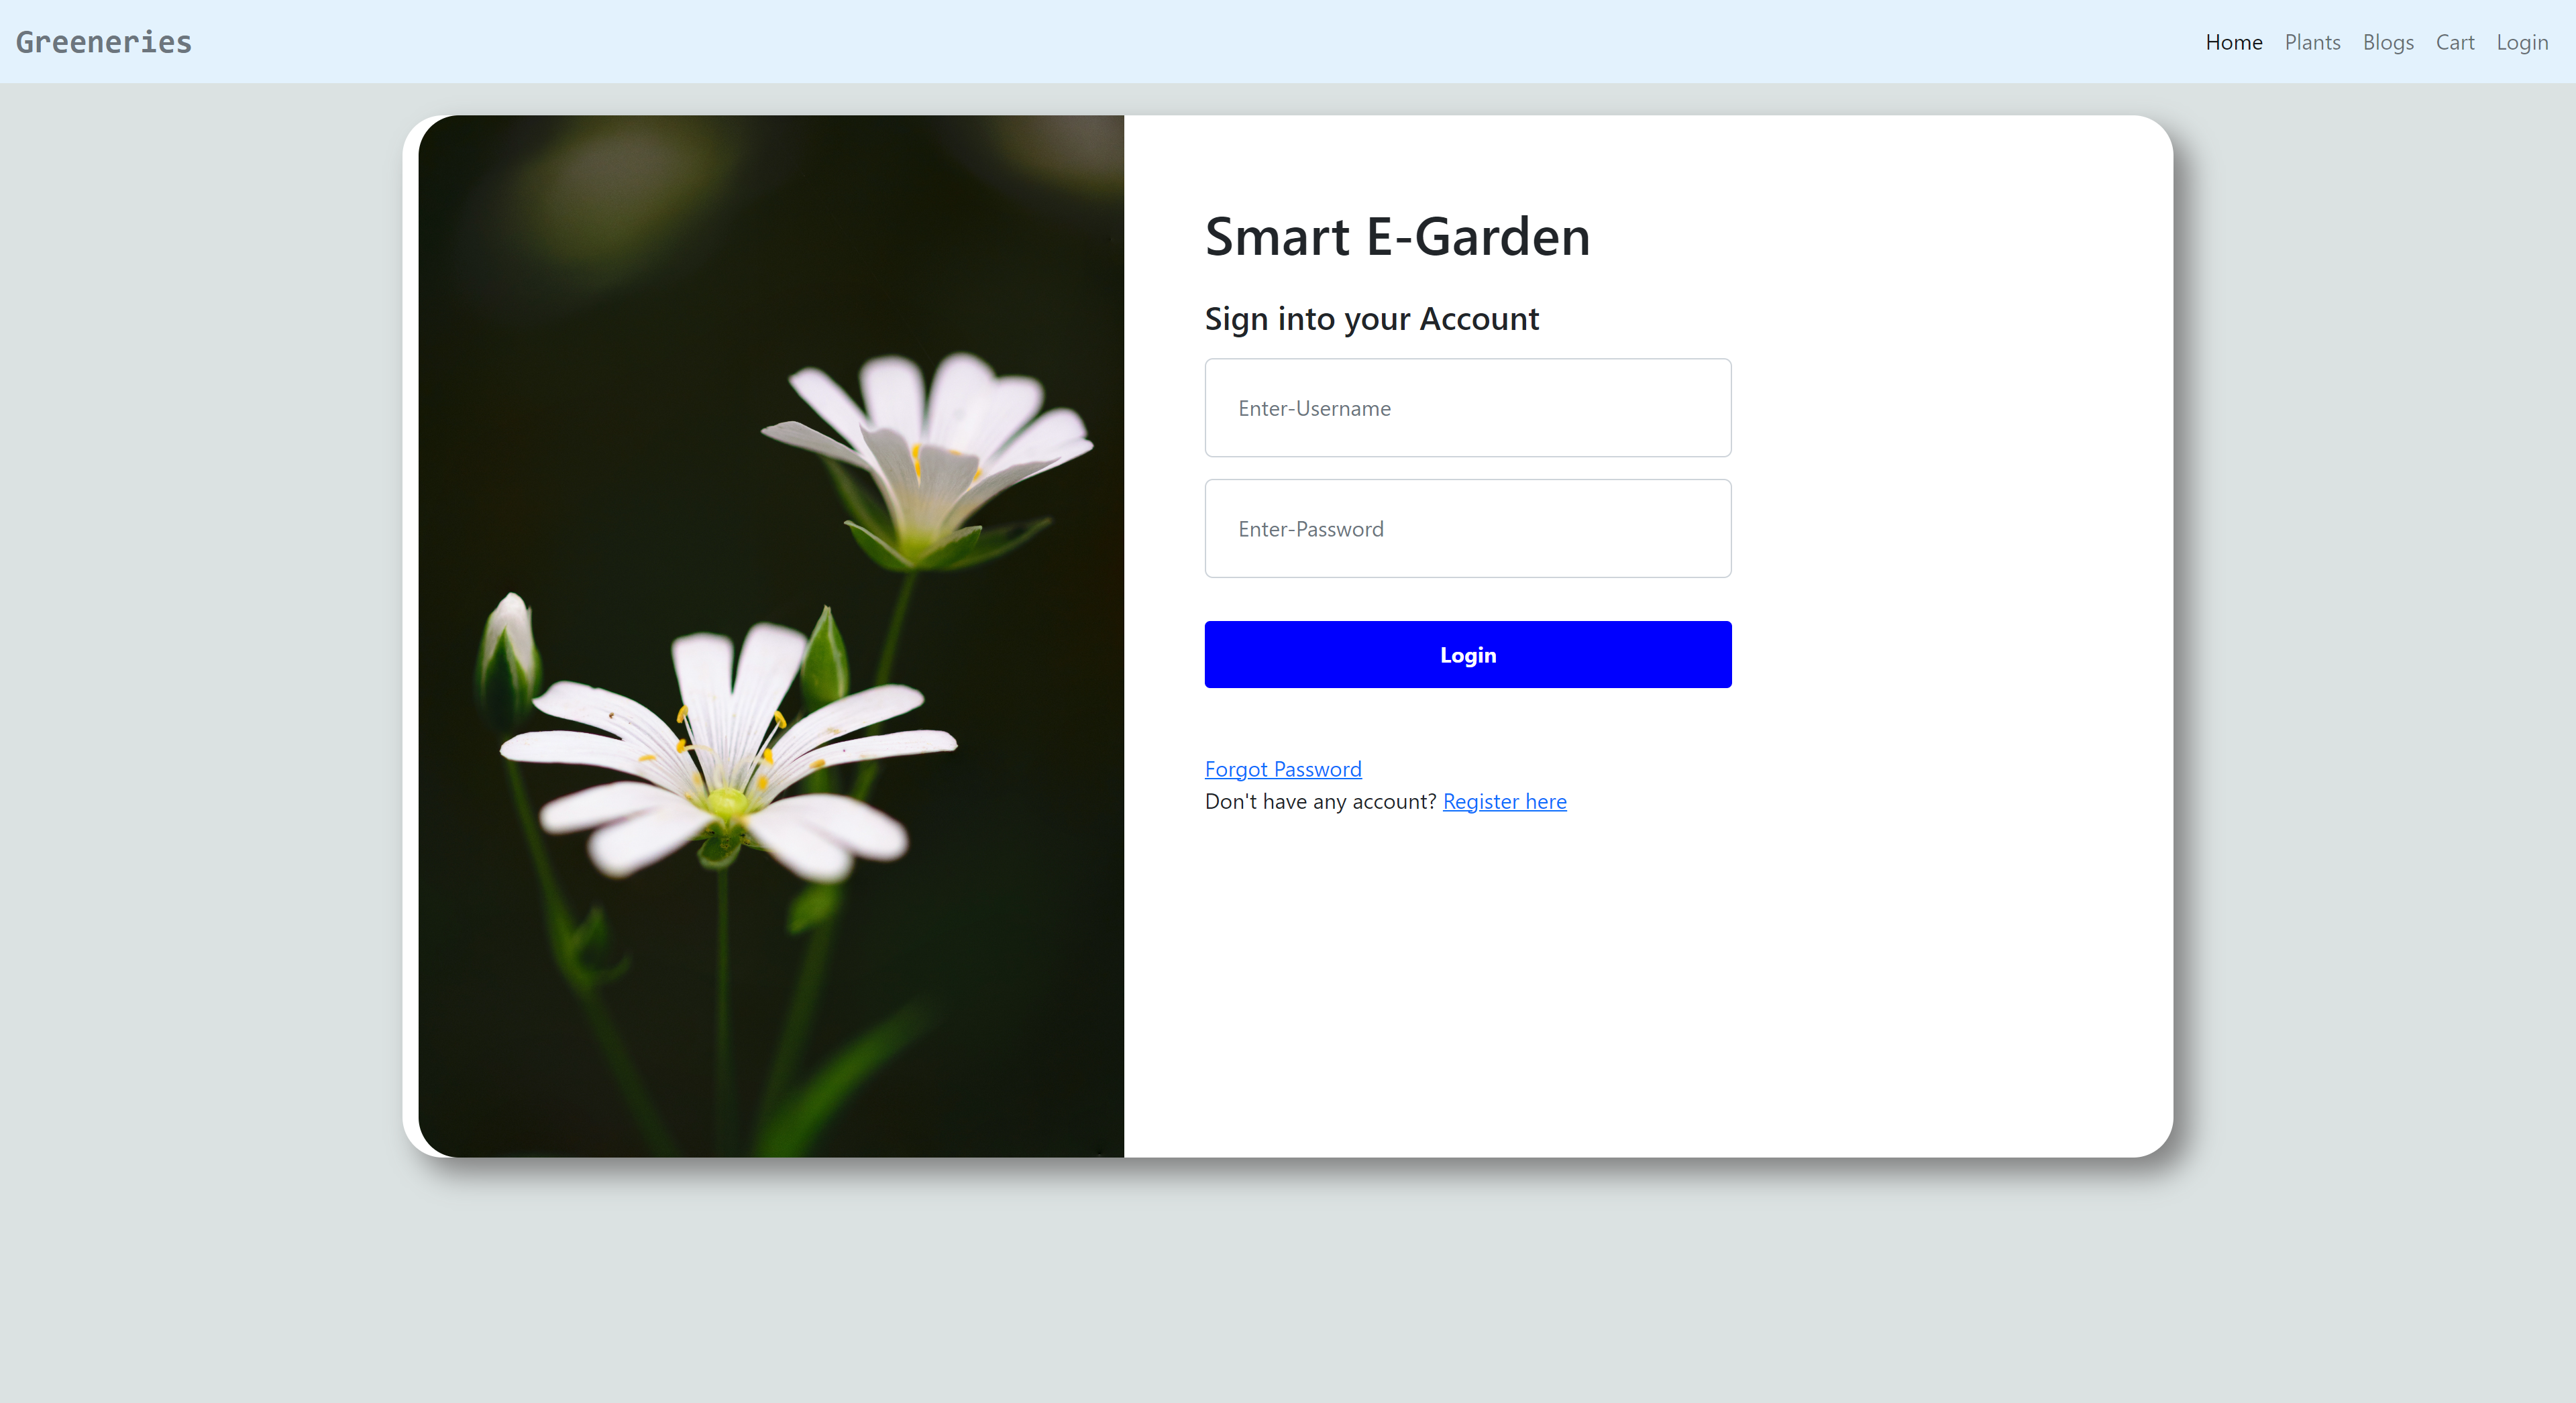 Greeneries
Home Plants Blogs Cart Login
Smart E-Garden
Sign into your Account
Enter-Username
Enter-Password
Login
Forgot Password
Don't have any account? Register here